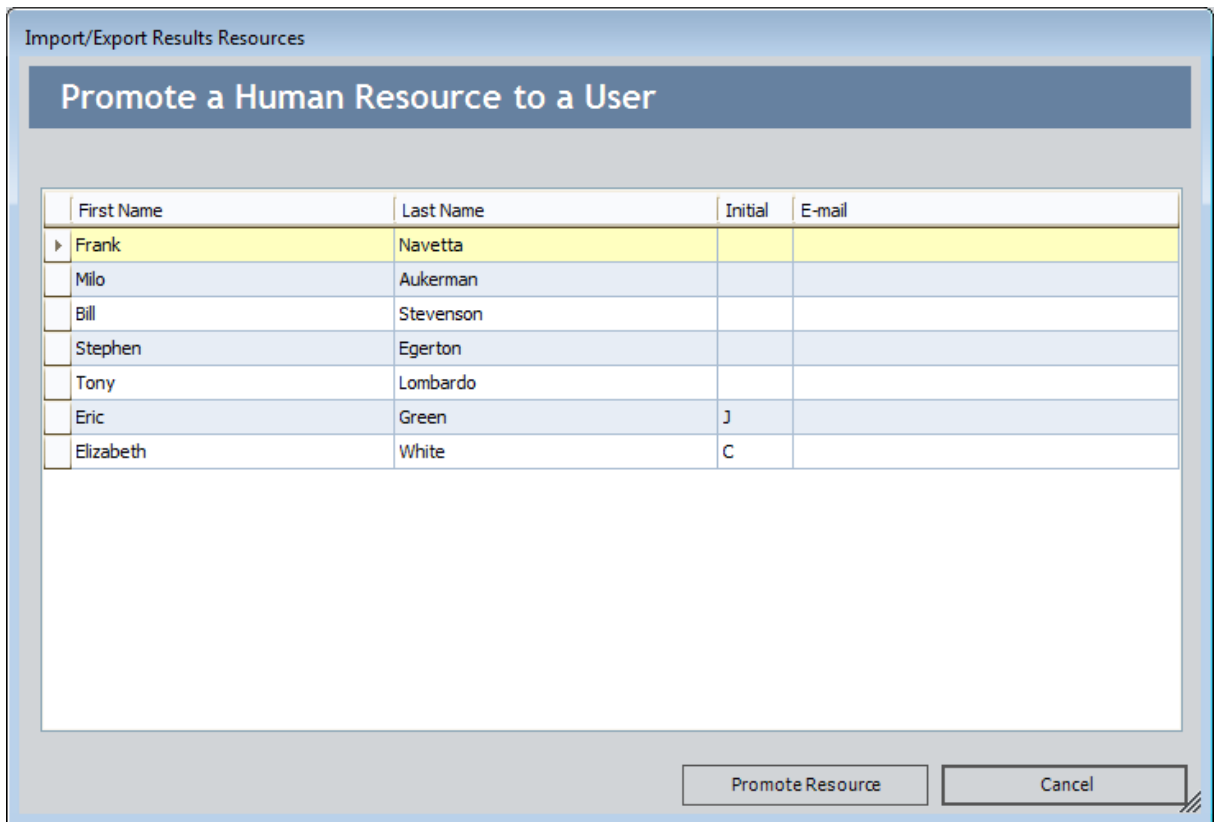 Import/Export Results Resources
Promote a Human Resource to a User
First Name Last Name Initial E-mail
Frank Navetta
Milo Aukerman
Bill Stevenson
Stephen Egerton
Tony Lombardo
Eric Green J
Elizabeth White C
Promote Resource Cancel